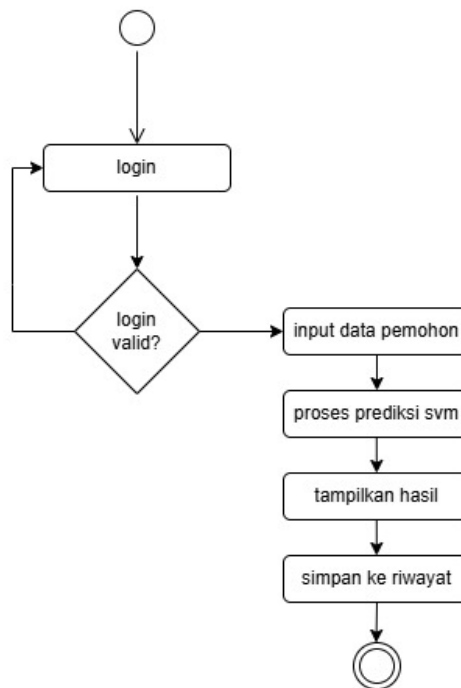 login
login
valid?
input data pemohon
proses prediksi svm
tampilkan hasil
simpan ke riwayat